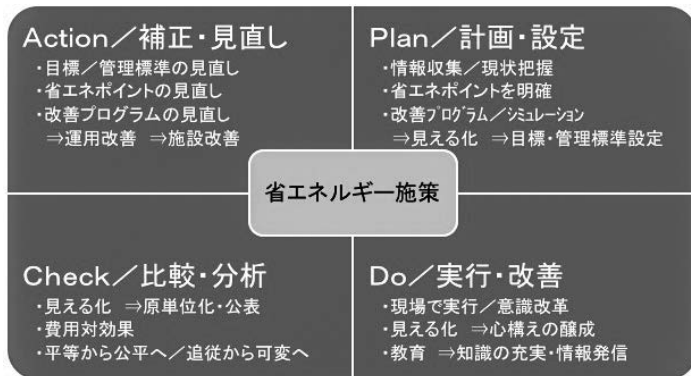 Action／補正・見直し
・目標／管理標準の見直し
・省エネポイントの見直し
・改善プログラムの見直し
⇒運用改善 ⇒施設改善
Plan／計画・設定
・情報収集／現状把握
・省エネポイントを明確
・改善ﾌﾟﾛｸﾞﾗﾑ／ｼﾐｭﾚｰｼｮﾝ
⇒見える化 ⇒目標・管理標準設定
省エネルギー施策
Check／比較・分析
・見える化 ⇒原単位化・公表
・費用対効果
・平等から公平へ／追従から可変へ
Do／実行・改善
・現場で実行／意識改革
・見える化 ⇒心構えの醸成
・教育 ⇒知識の充実・情報発信